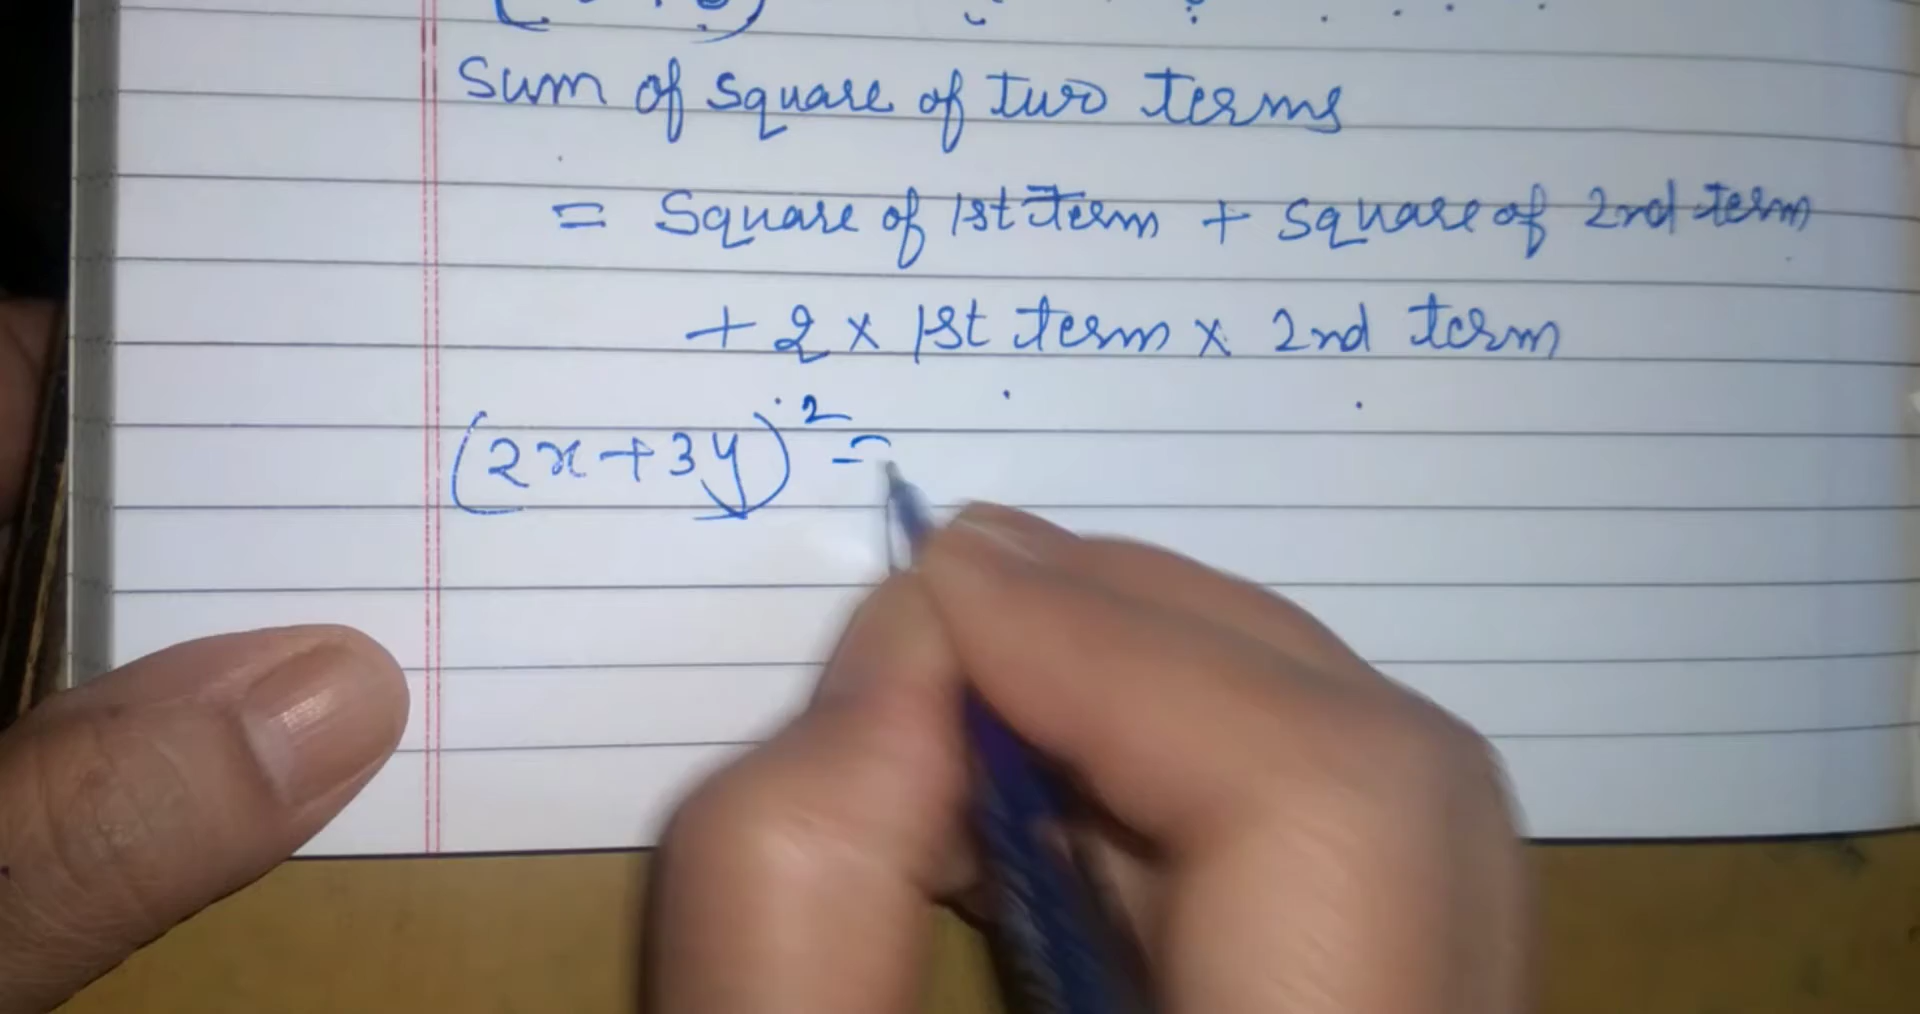 Sum of square of two terms
= Square of 1st term + square of 2nd term
+ 2 x 1st term x 2nd term
(2x+3y)² =